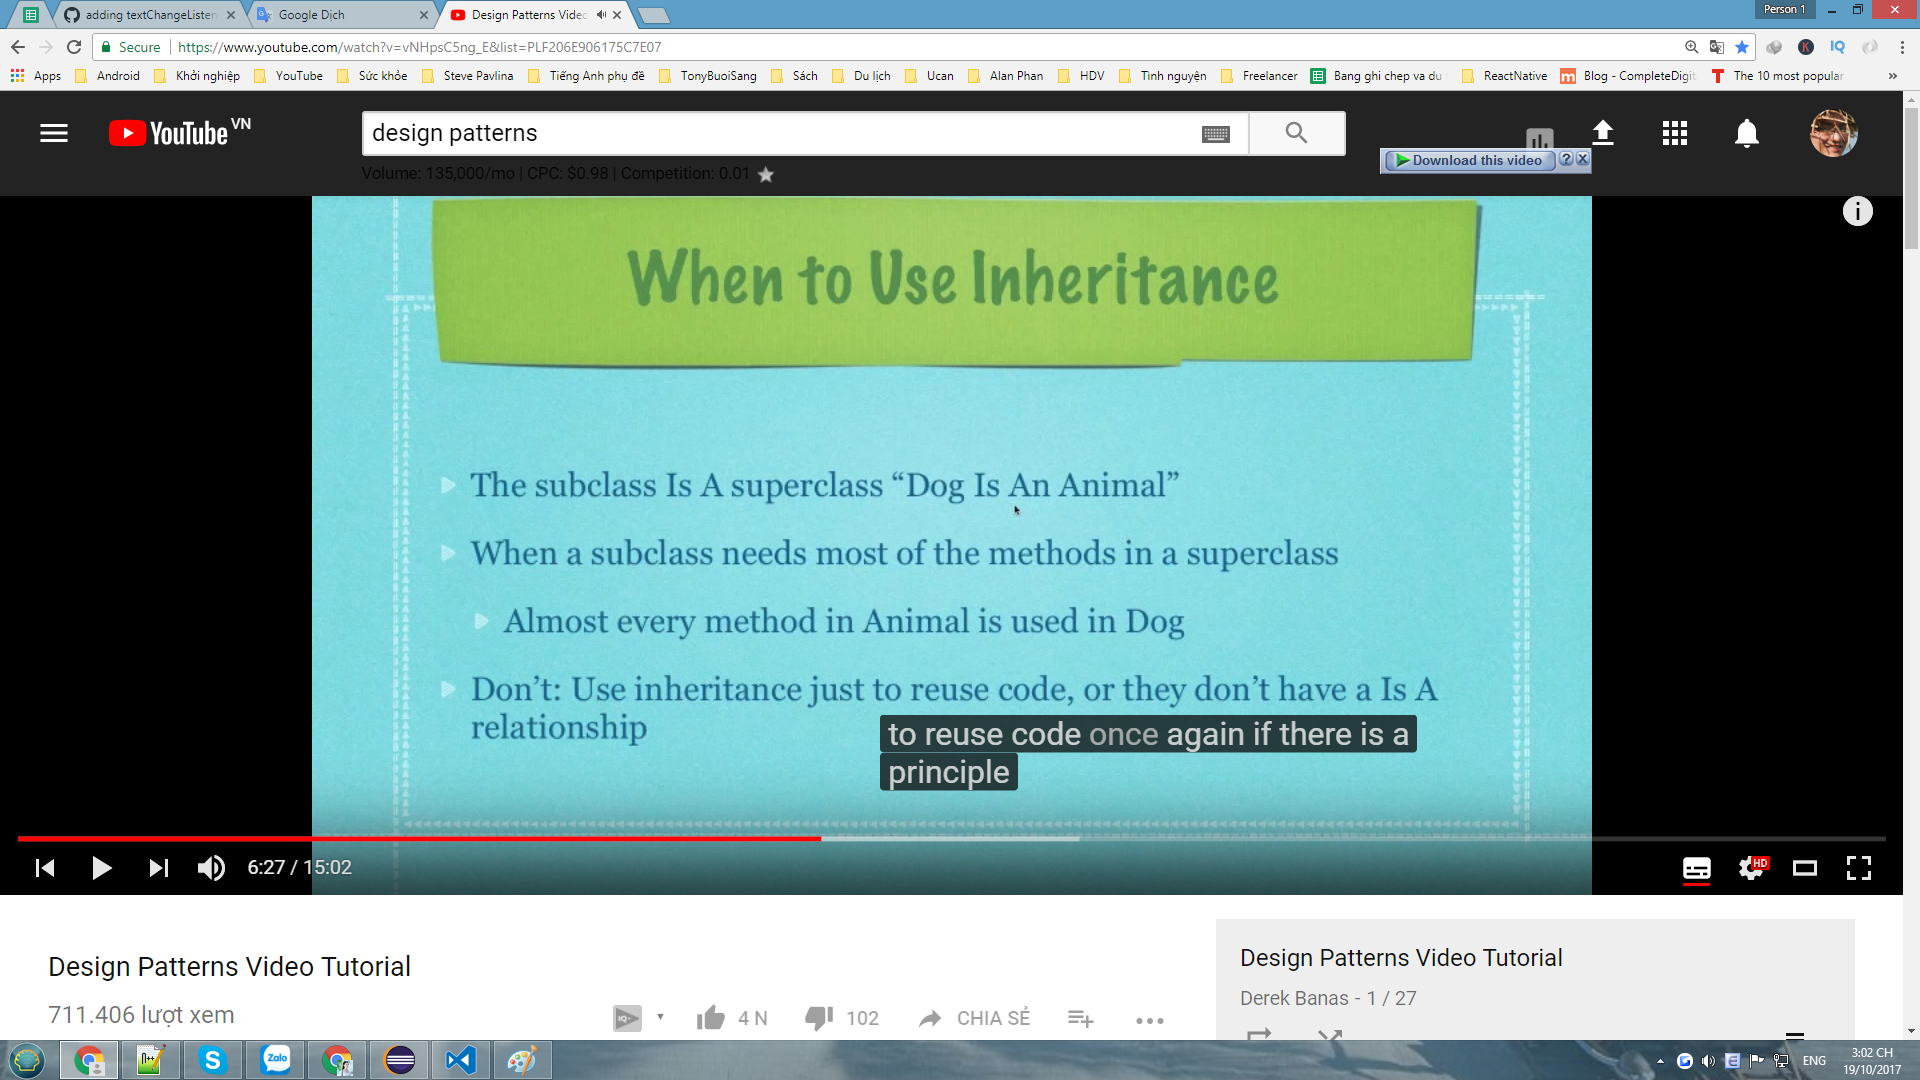 adding textChangeListen
Google Dịch
Design Patterns Video
Person 1
Secure
https://www.youtube.com/watch?v=vNHpsC5ng_E&list=PLF206E906175C7E07
Apps
Android
Khởi nghiệp
YouTube
Sức khỏe
Steve Pavlina
Tiếng Anh phụ đề
TonyBuoiSang
Sách
Du lịch
Ucan
Alan Phan
HDV
Tình nguyện
Freelancer
Bang ghi chep va du
ReactNative
Blog - CompleteDigit
The 10 most popular
YouTube VN
design patterns
Volume: 135,000/mo | CPC: $0.98 | Competition: 0.01
Download this video
When to Use Inheritance
The subclass Is A superclass “Dog Is An Animal”
When a subclass needs most of the methods in a superclass
Almost every method in Animal is used in Dog
Don’t: Use inheritance just to reuse code, or they don’t have a Is A
relationship
to reuse code once again if there is a
principle
6:27 / 15:02
HD
Design Patterns Video Tutorial
711.406 lượt xem
4 N
102
CHIA SẺ
Design Patterns Video Tutorial
Derek Banas - 1 / 27
Zalo
ENG
3:02 CH
19/10/2017